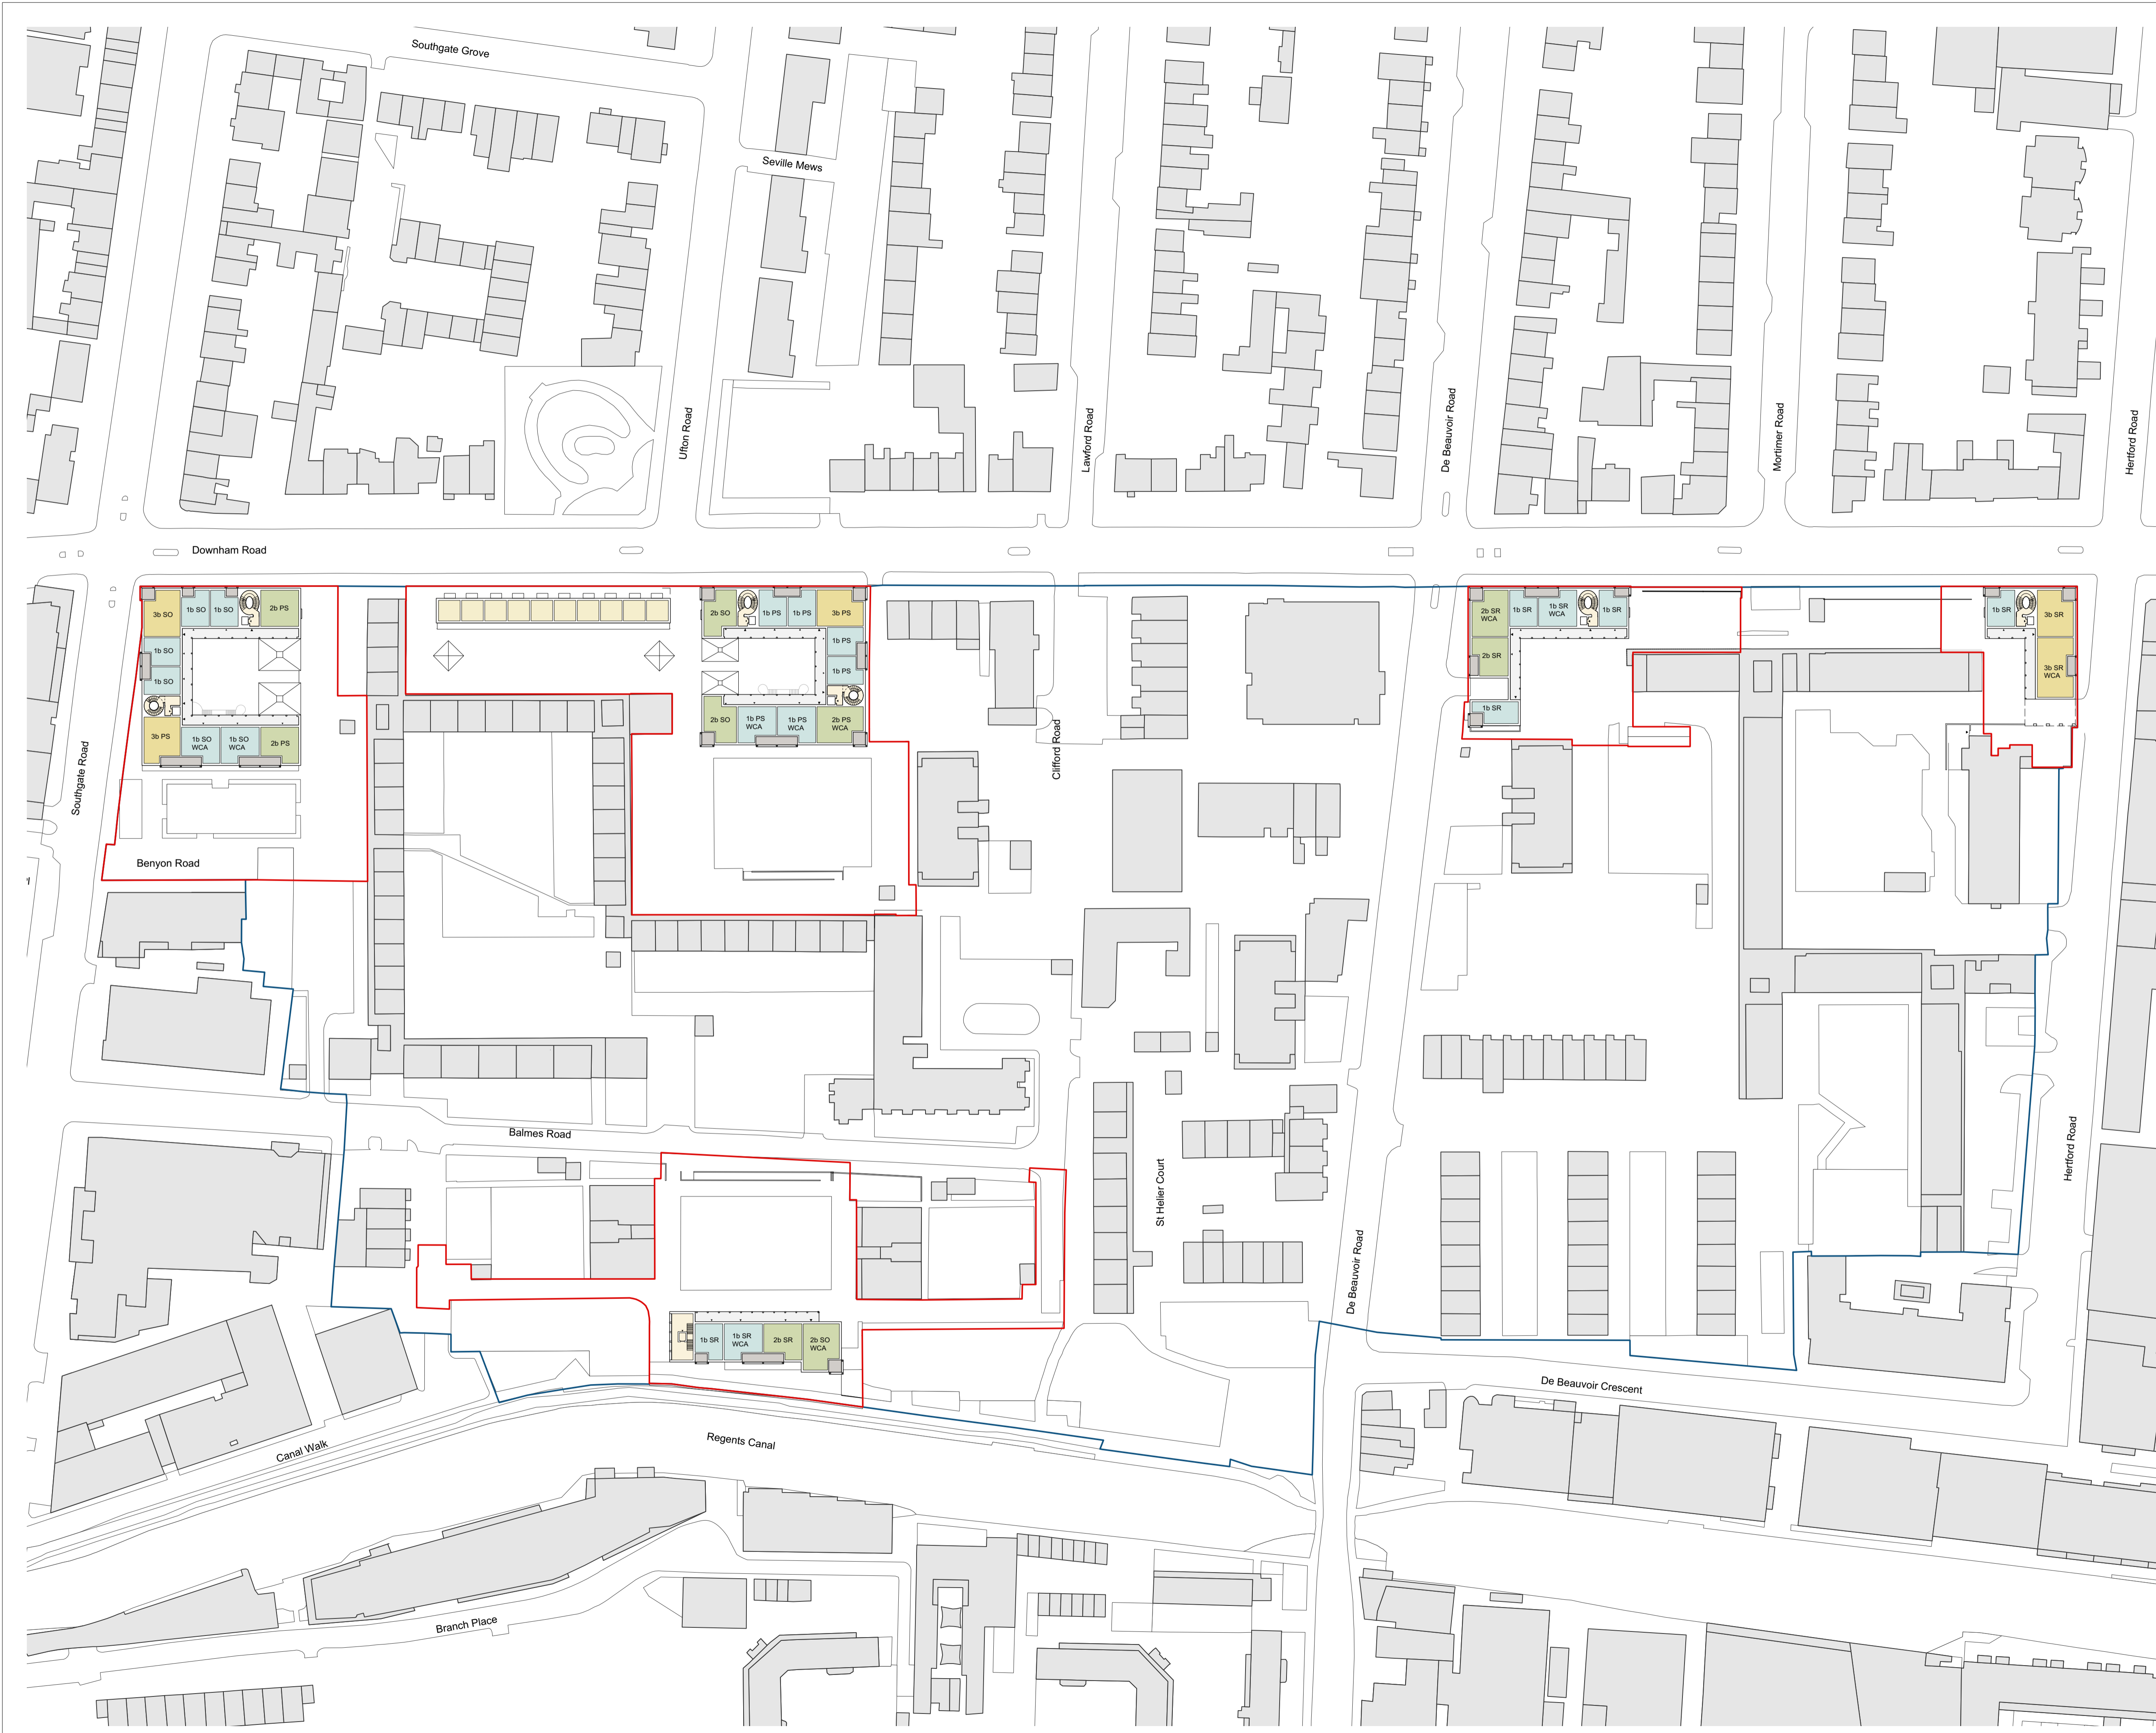 Southgate Grove
Seville Mews
Ufton Road
Lawford Road
De Beauvoir Road
Mortimer Road
Hertford Road
Downham Road
3b SO
1b SO
1b SO
2b PS
1b SO
1b SO
3b PS
1b SO
WCA
1b SO
WCA
2b PS
2b SO
1b PS
1b PS
3b PS
1b PS
1b PS
2b SO
1b PS
WCA
1b PS
WCA
2b PS
WCA
2b SR
WCA
1b SR
1b SR
WCA
1b SR
2b SR
1b SR
1b SR
3b SR
3b SR
WCA
Southgate Road
Clifford Road
Benyon Road
Balmes Road
St Helier Court
De Beauvoir Road
Hertford Road
1b SR
1b SR
WCA
2b SR
2b SO
WCA
De Beauvoir Crescent
Canal Walk
Regents Canal
Branch Place